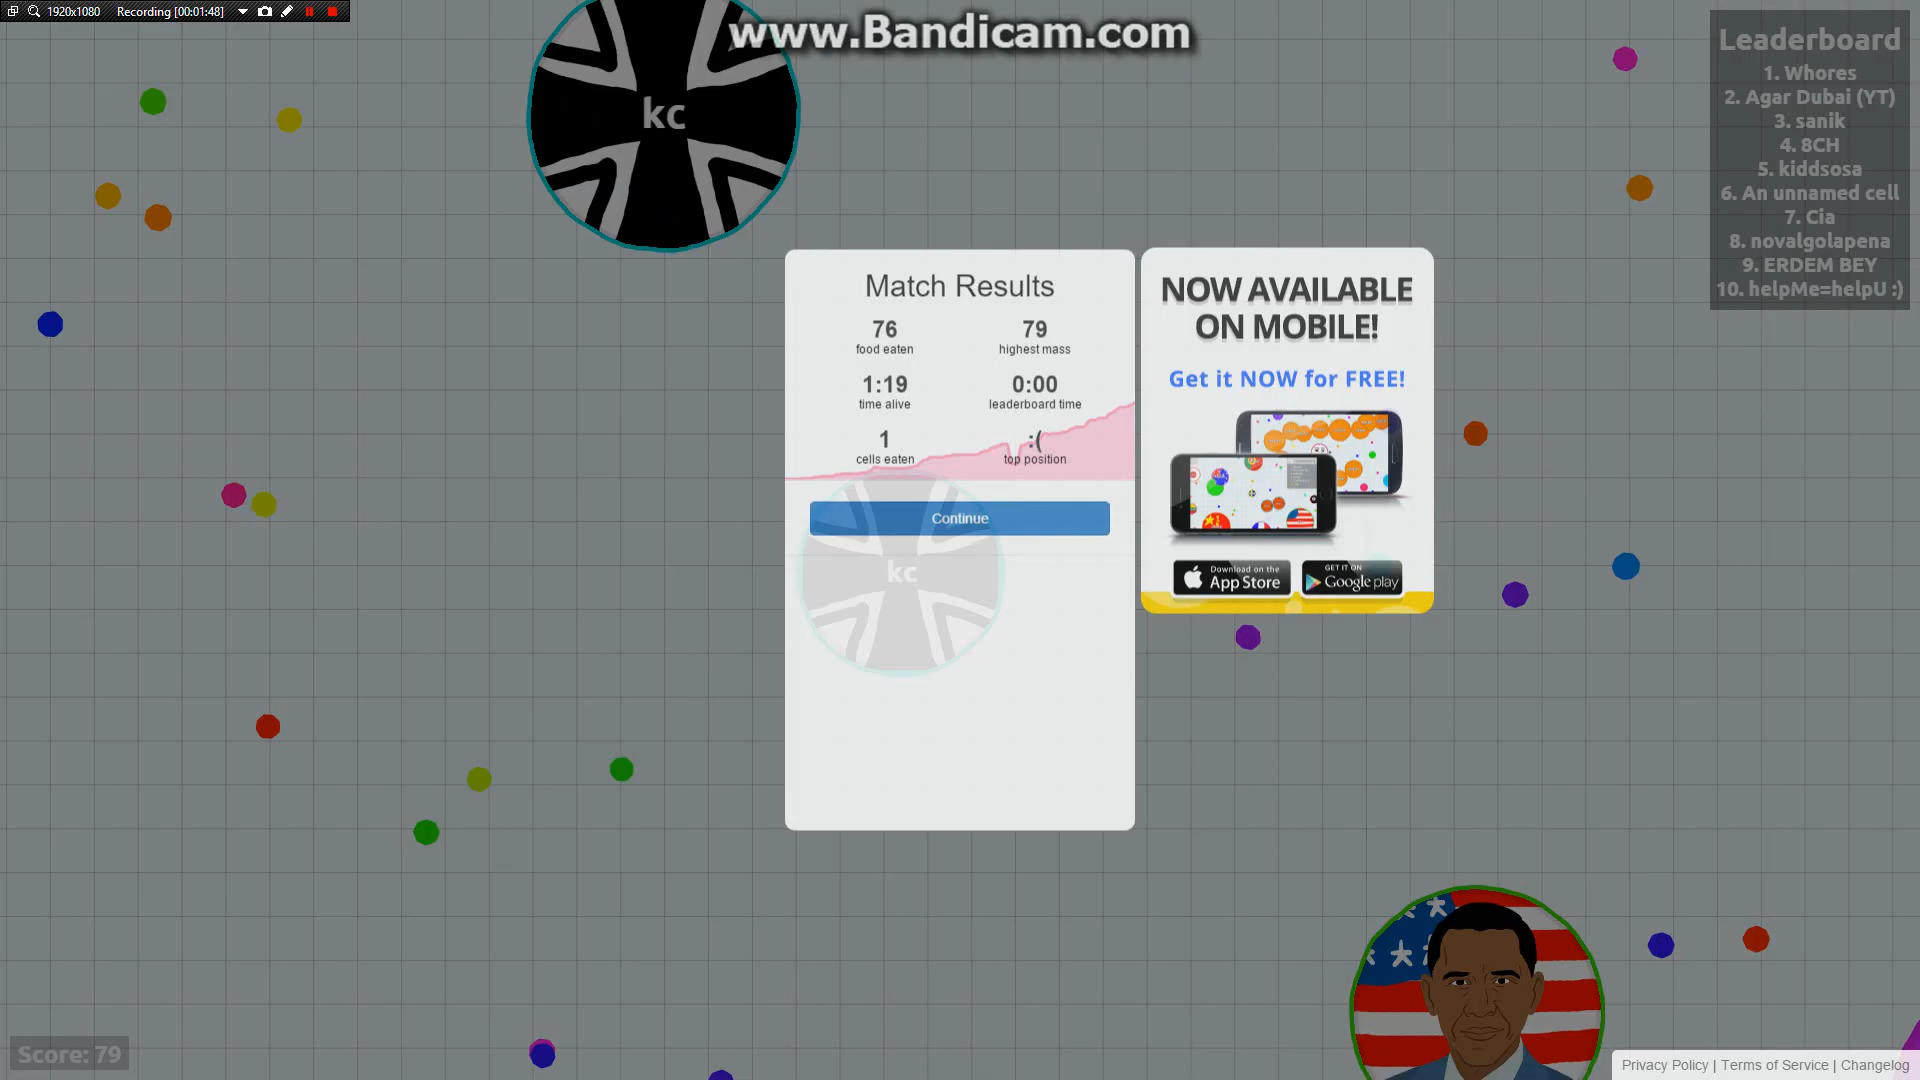 1920x1080 Recording [00:01:48]
www.Bandicam.com
kc
Leaderboard
1. Whores
2. Agar Dubai (YT)
3. sanik
4. 8CH
5. kiddsosa
6. An unnamed cell
7. Cia
8. novalgolapena
9. ERDEM BEY
10. helpMe=helpU :)
Match Results
76 79
food eaten highest mass
1:19 0:00
time alive leaderboard time
1 :(
cells eaten top position
Continue
kc
NOW AVAILABLE
ON MOBILE!
Get it NOW for FREE!
Download on the
App Store
GET IT ON
Google play
Score: 79
Privacy Policy | Terms of Service | Changelog